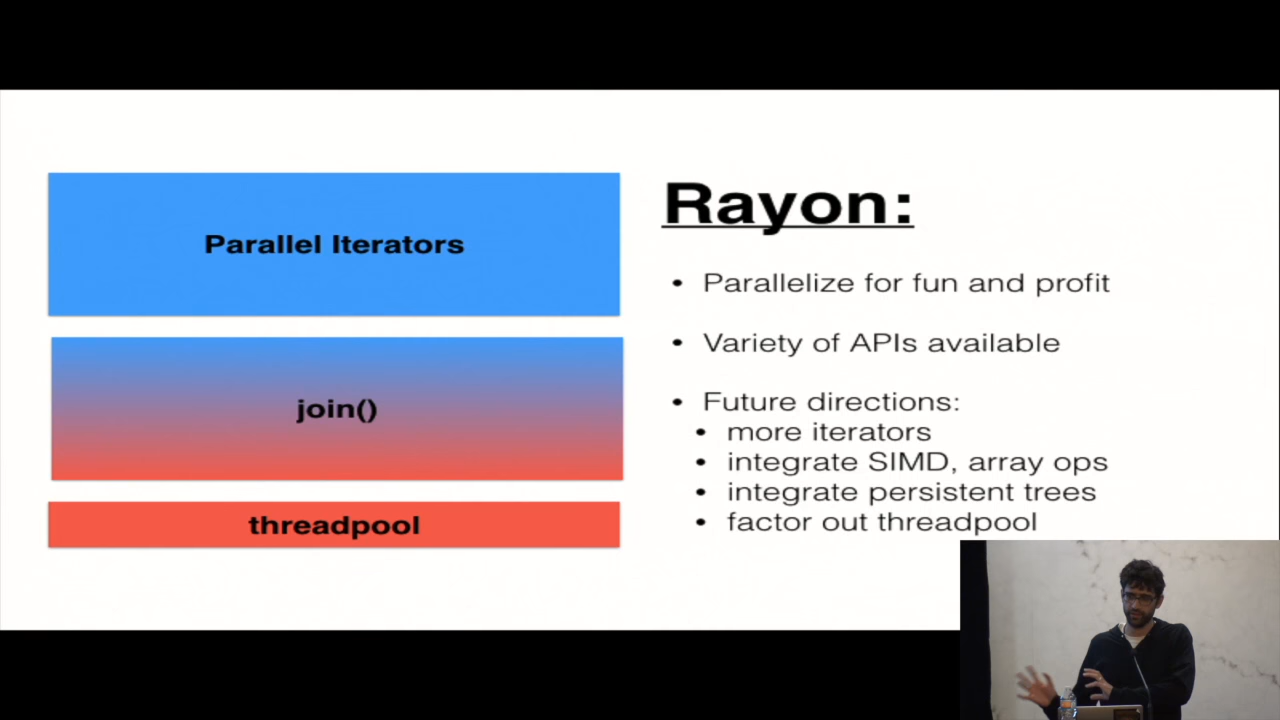 Parallel Iterators
join()
threadpool
Rayon:
• Parallelize for fun and profit
• Variety of APIs available
• Future directions:
• more iterators
• integrate SIMD, array ops
• integrate persistent trees
• factor out threadpool